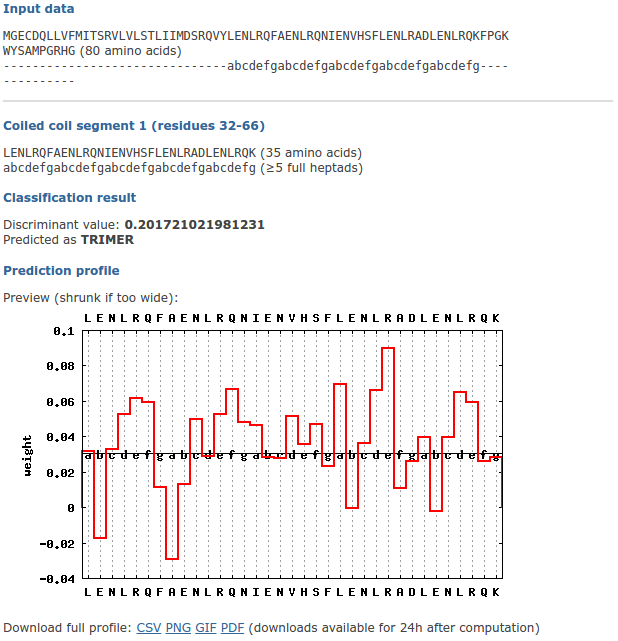 Input data
MGECDQLLVFMITSRVLVLSTLIIMDSRQVYLENLRQFAENLRQNIENVHSFLENLRADLENLRQKFPGK
WYSAMPGRHG (80 amino acids)
-------------------------------abcdefgabcdefgabcdefgabcdefgabcdefg----
----------
Coiled coil segment 1 (residues 32-66)
LENLRQFAENLRQNIENVHSFLENLRADLENLRQK (35 amino acids)
abcdefgabcdefgabcdefgabcdefgabcdefg (≥5 full heptads)
Classification result
Discriminant value: 0.201721021981231
Predicted as TRIMER
Prediction profile
Preview (shrunk if too wide):
L E N L R Q F A E N L R Q N I E N V H S F L E N L R A D L E N L R Q K
0.1
0.08
0.06
0.04
0.02
0
-0.02
-0.04
weight
a b c d e f g a b c d e f g a b c d e f g a b c d e f g a b c d e f g
L E N L R Q F A E N L R Q N I E N V H S F L E N L R A D L E N L R Q K
Download full profile: CSV PNG GIF PDF (downloads available for 24h after computation)